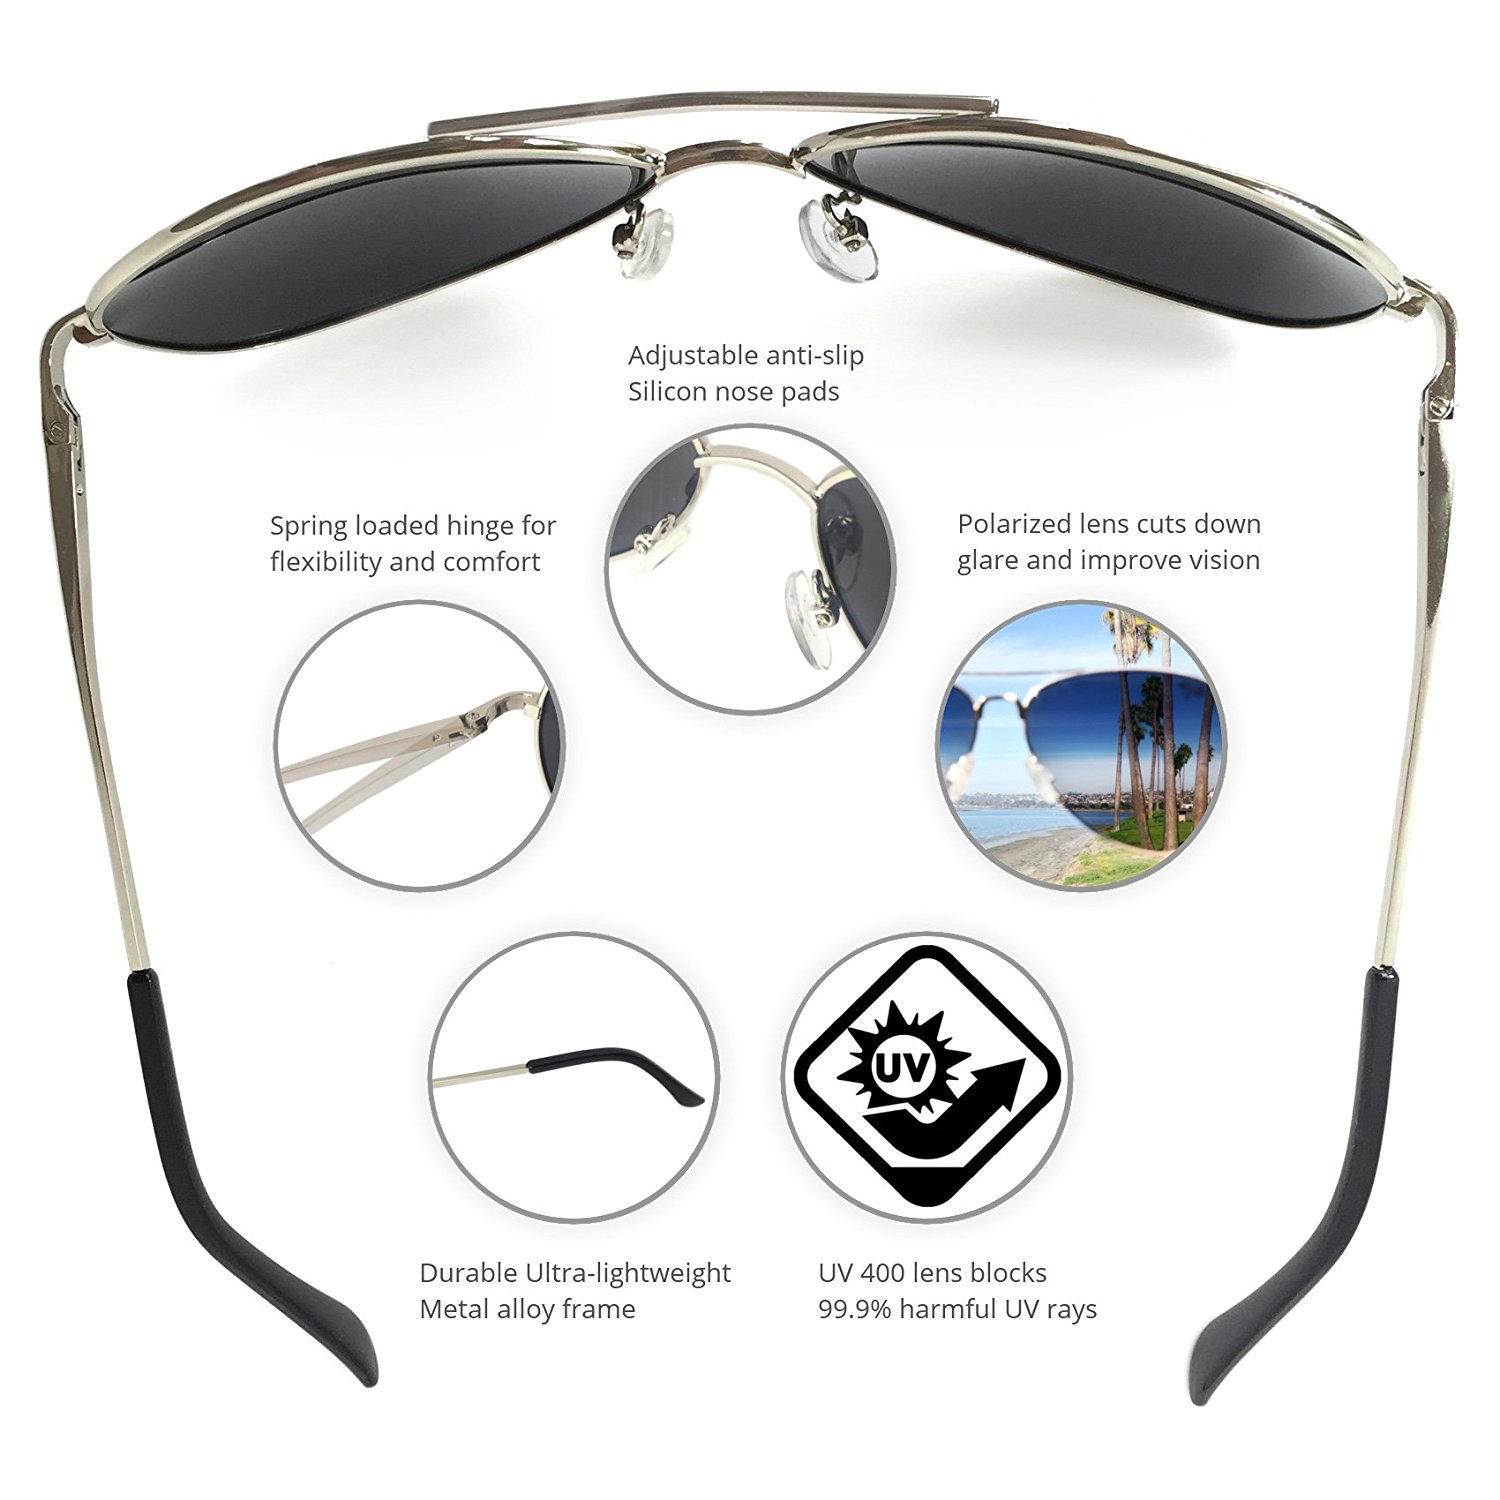 Adjustable anti-slip
Silicon nose pads
Spring loaded hinge for
flexibility and comfort
Polarized lens cuts down
glare and improve vision
UV
Durable Ultra-lightweight
Metal alloy frame
UV 400 lens blocks
99.9% harmful UV rays